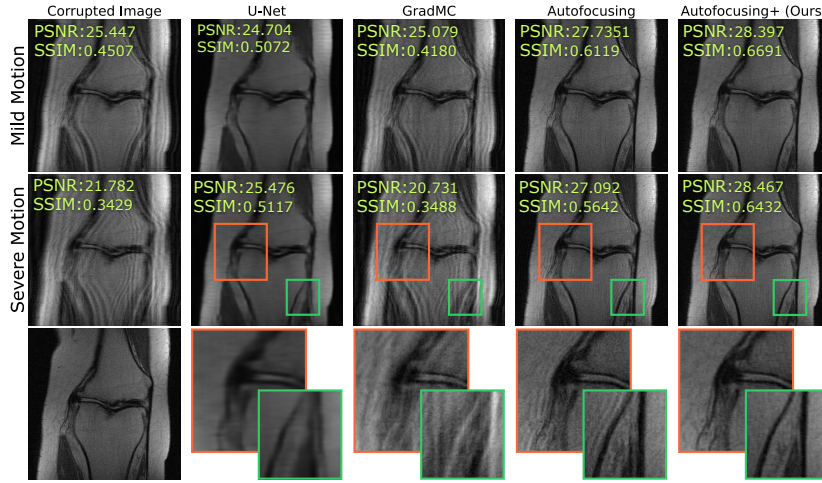 Corrupted Image U-Net GradMC Autofocusing Autofocusing+ (Ours
Mild Motion
PSNR:25.447
SSIM:0.4507
PSNR:24.704
SSIM:0.5072
PSNR:25.079
SSIM:0.4180
PSNR:27.7351
SSIM:0.6119
PSNR:28.397
SSIM:0.6691
Severe Motion
PSNR:21.782
SSIM:0.3429
PSNR:25.476
SSIM:0.5117
PSNR:20.731
SSIM:0.3488
PSNR:27.092
SSIM:0.5642
PSNR:28.467
SSIM:0.6432